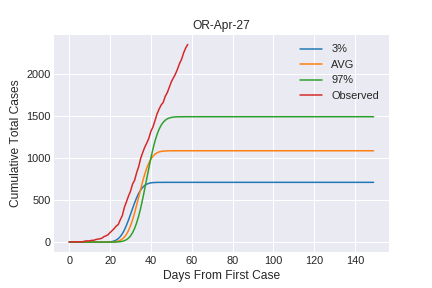 OR-Apr-27
Cumulative Total Cases
2000
1500
1000
500
0
3%
AVG
97%
Observed
0 20 40 60 80 100 120 140
Days From First Case